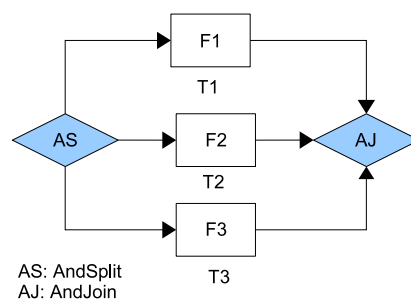 F1
T1
AS
F2
AJ
T2
F3
T3
AS: AndSplit
AJ: AndJoin